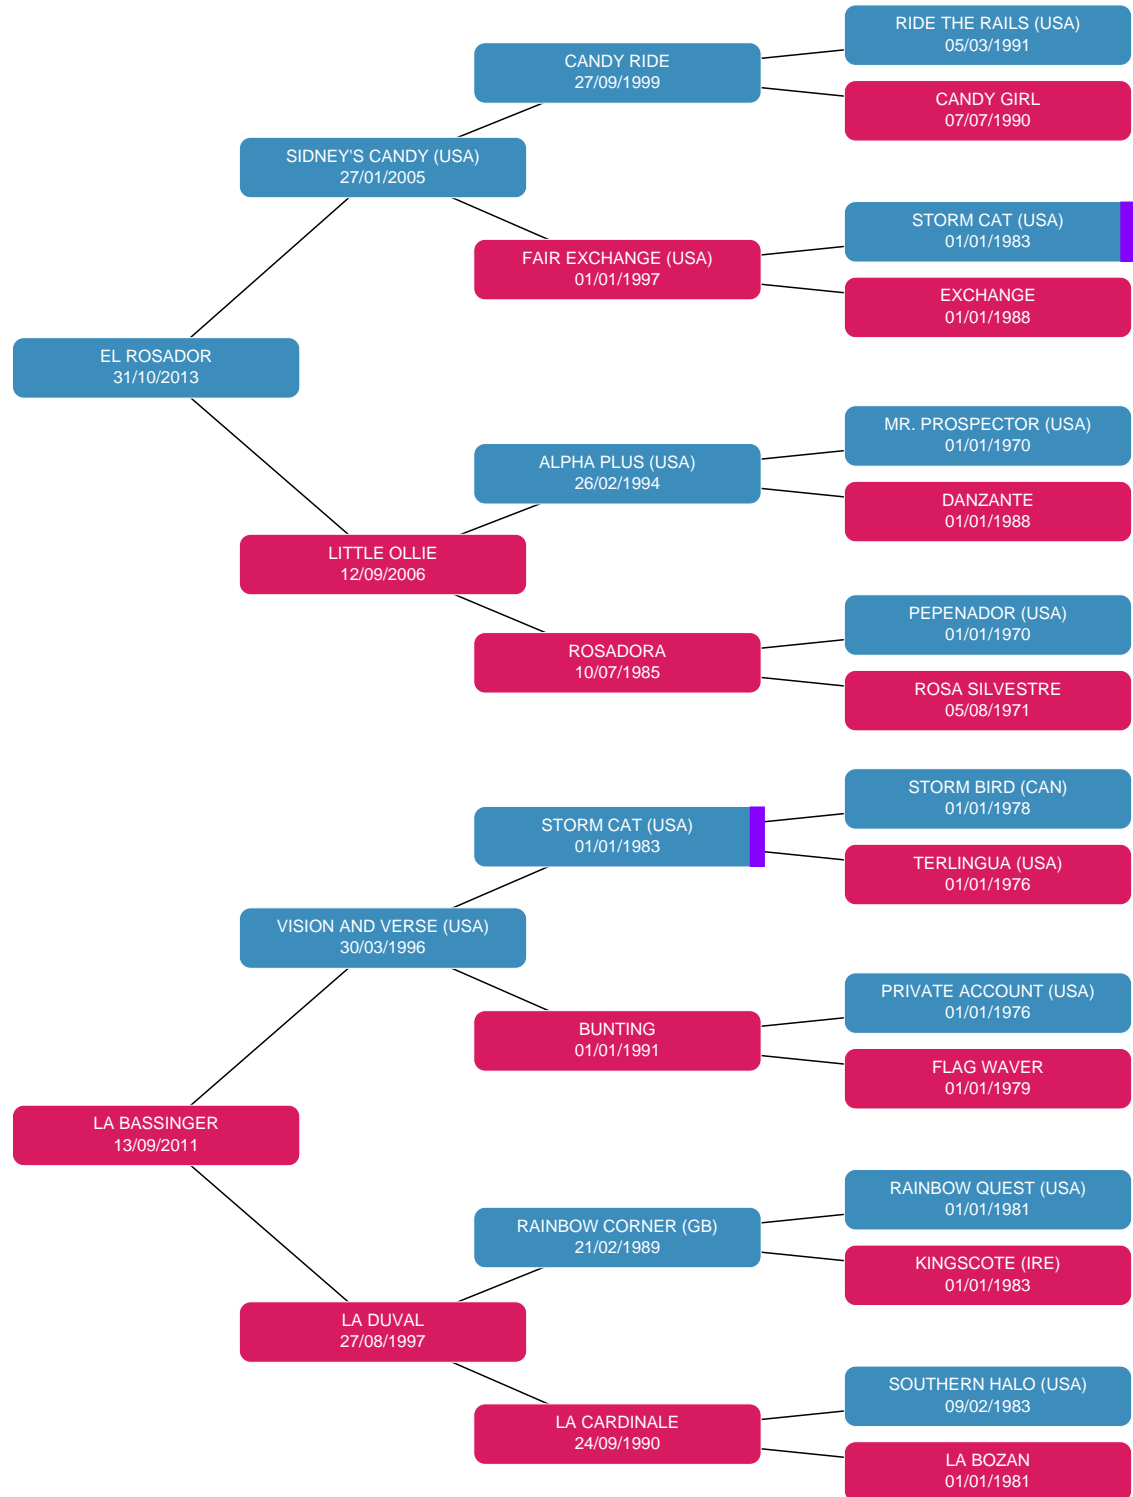 RIDE THE RAILS (USA)
05/03/1991
CANDY RIDE
27/09/1999
CANDY GIRL
07/07/1990
SIDNEY'S CANDY (USA)
27/01/2005
STORM CAT (USA)
01/01/1983
FAIR EXCHANGE (USA)
01/01/1997
EXCHANGE
01/01/1988
EL ROSADOR
31/10/2013
MR. PROSPECTOR (USA)
01/01/1970
ALPHA PLUS (USA)
26/02/1994
DANZANTE
01/01/1988
LITTLE OLLIE
12/09/2006
PEPENADOR (USA)
01/01/1970
ROSADORA
10/07/1985
ROSA SILVESTRE
05/08/1971
STORM BIRD (CAN)
01/01/1978
STORM CAT (USA)
01/01/1983
TERLINGUA (USA)
01/01/1976
VISION AND VERSE (USA)
30/03/1996
PRIVATE ACCOUNT (USA)
01/01/1976
BUNTING
01/01/1991
FLAG WAVER
01/01/1979
LA BASSINGER
13/09/2011
RAINBOW QUEST (USA)
01/01/1981
RAINBOW CORNER (GB)
21/02/1989
KINGSCOTE (IRE)
01/01/1983
LA DUVAL
27/08/1997
SOUTHERN HALO (USA)
09/02/1983
LA CARDINALE
24/09/1990
LA BOZAN
01/01/1981